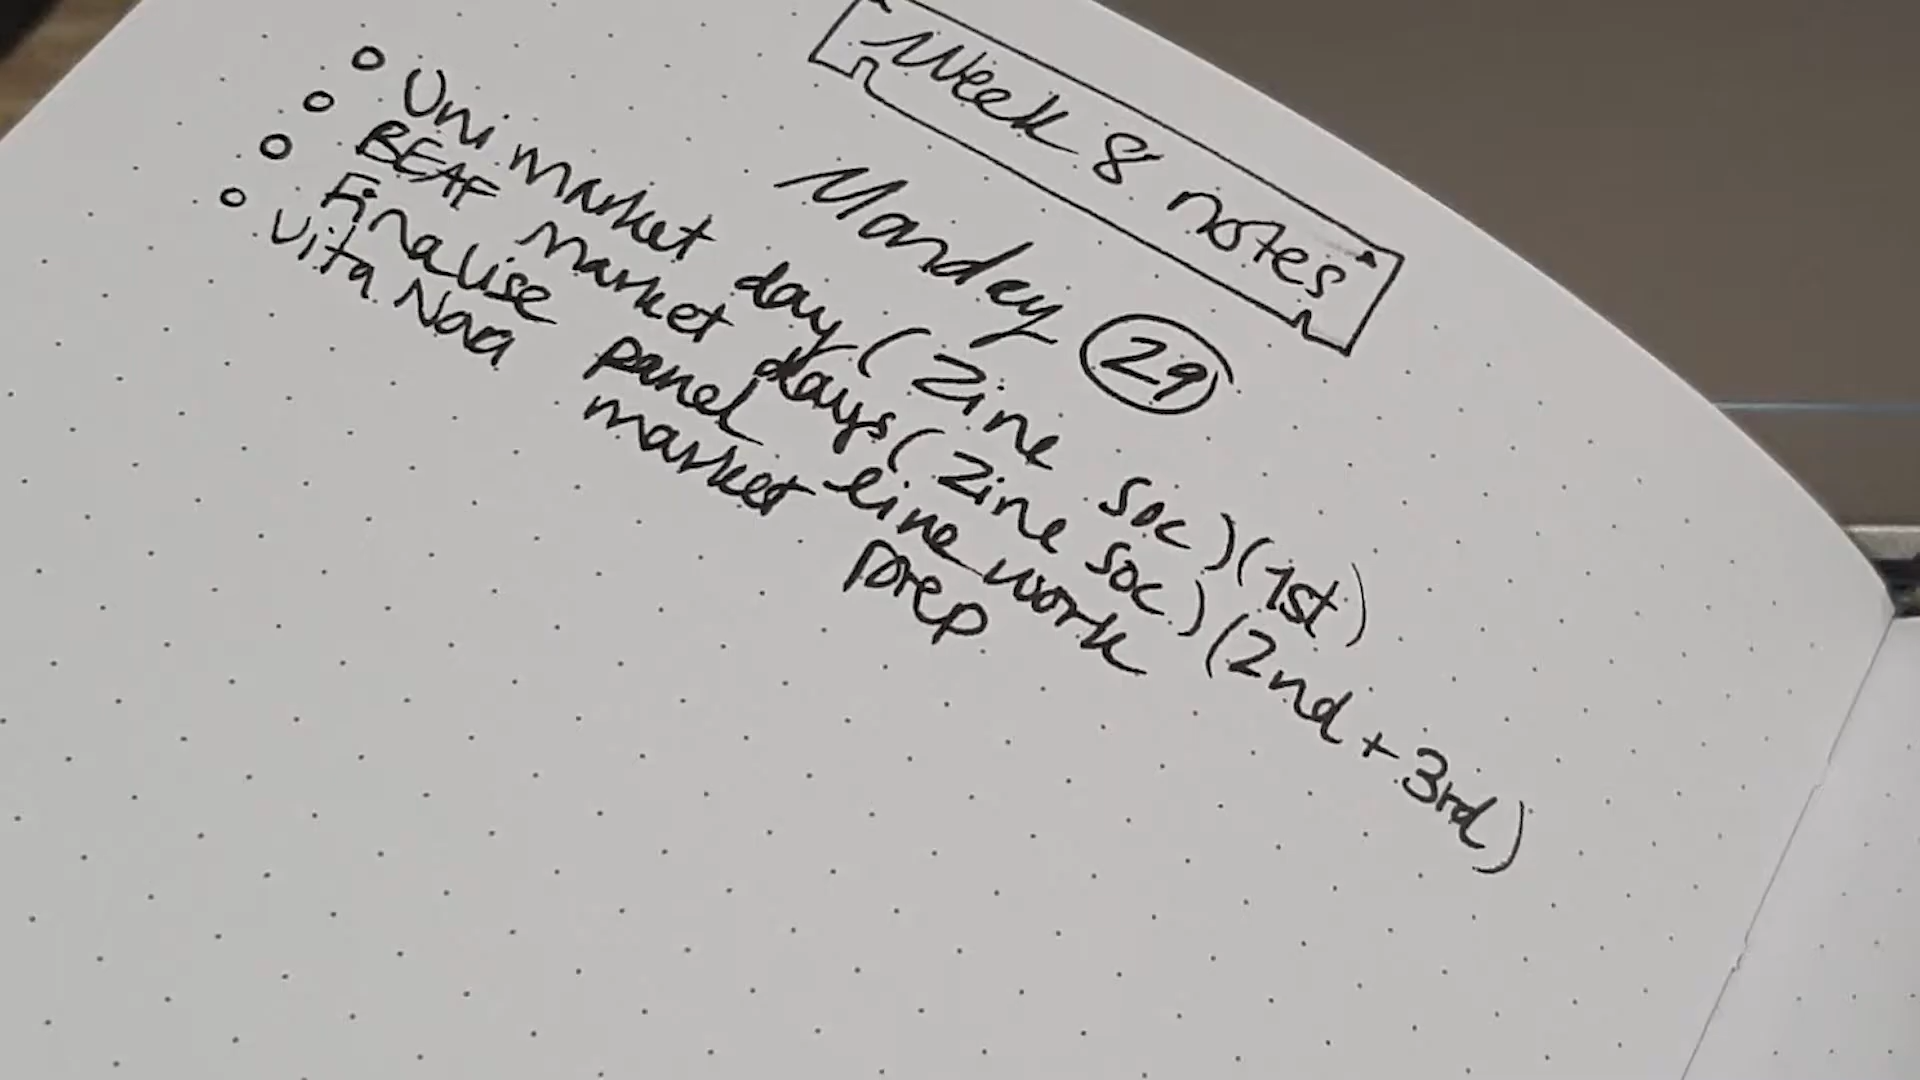 Week 8 notes
Monday 29
Uni market day (Zine Soc) (1st)
BEAF Market days (Zine Soc) (2nd + 3rd)
Finalise panel line work
Vita Nova market prep